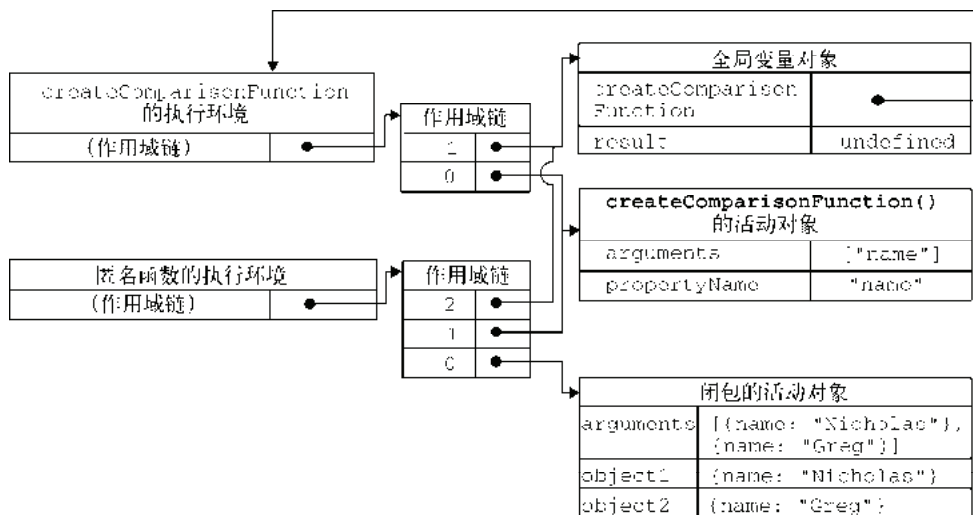 createComparisonFunction
的执行环境
(作用域链)
作用域链
1
0
全局变量对象
createComparison
Function
result undefined
createComparisonFunction()
的活动对象
arguments ["name"]
propertyName "name"
匿名函数的执行环境
(作用域链)
作用域链
2
1
0
闭包的活动对象
arguments [{name: "Nicholas"},
{name: "Greg"}]
object1 {name: "Nicholas"}
object2 {name: "Greg"}